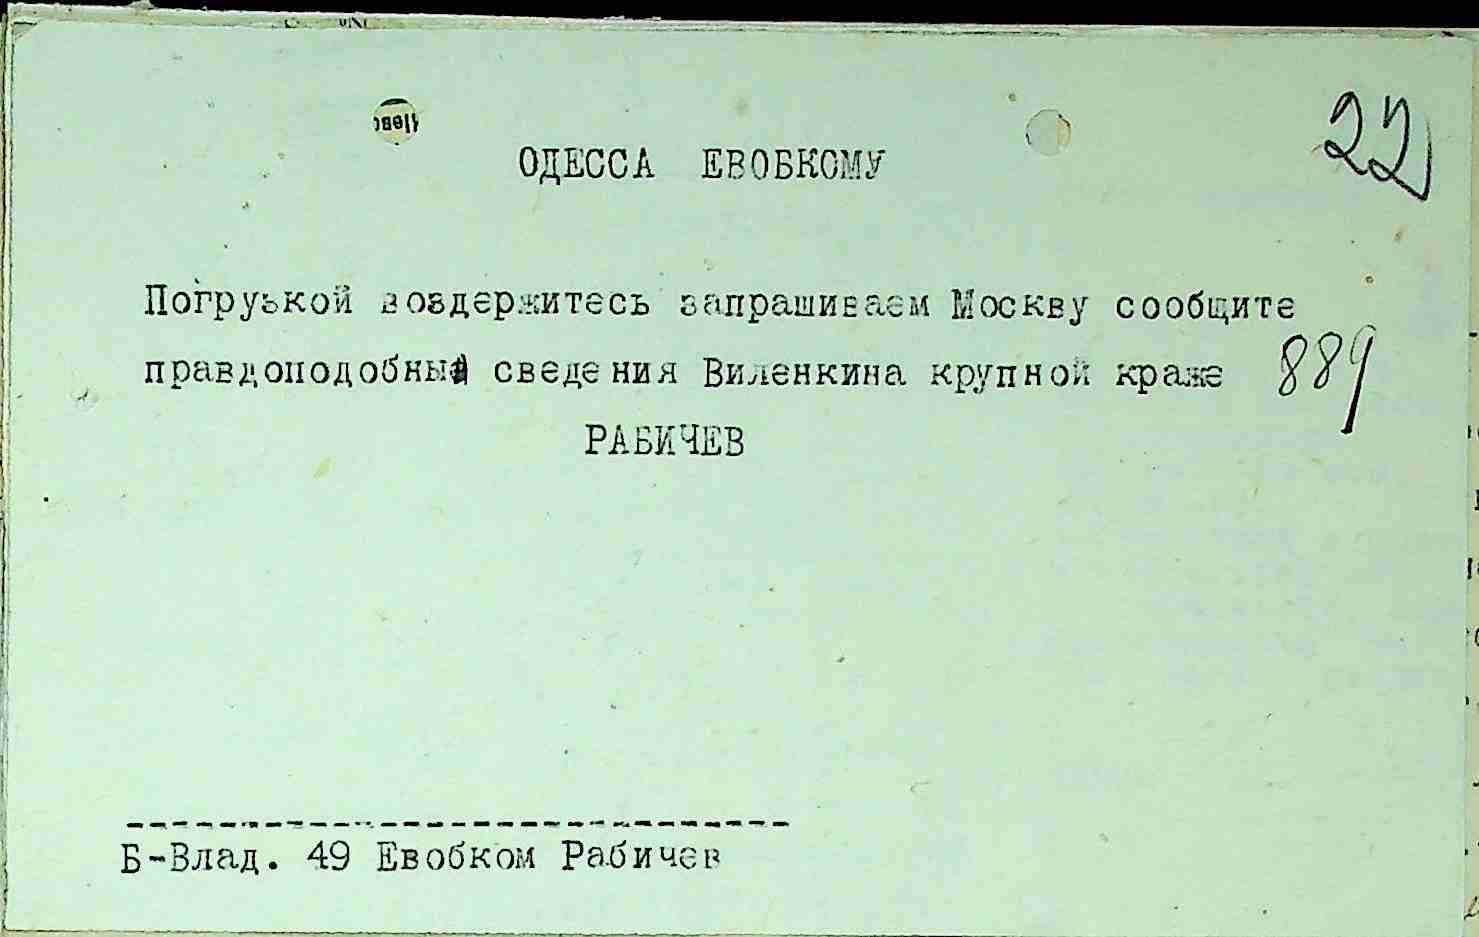 22
ОДЕССА ЕВОБКОМУ
Погрузкой воздержитесь запрашиваем Москву сообщите
правдоподобны сведения Виленкина крупной краже 889
РАБИЧЕВ
Б-Влад. 49 Евобком Рабичев